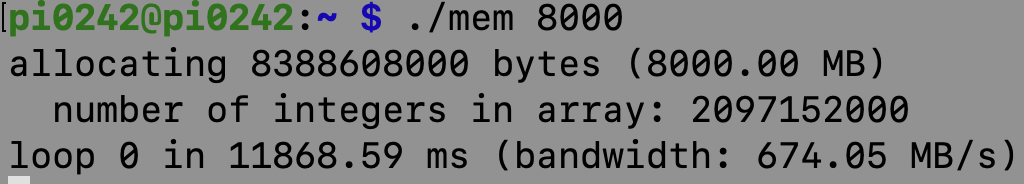 [pi0242@pi0242:~ $ ./mem 8000
allocating 8388608000 bytes (8000.00 MB)
  number of integers in array: 2097152000
loop 0 in 11868.59 ms (bandwidth: 674.05 MB/s)